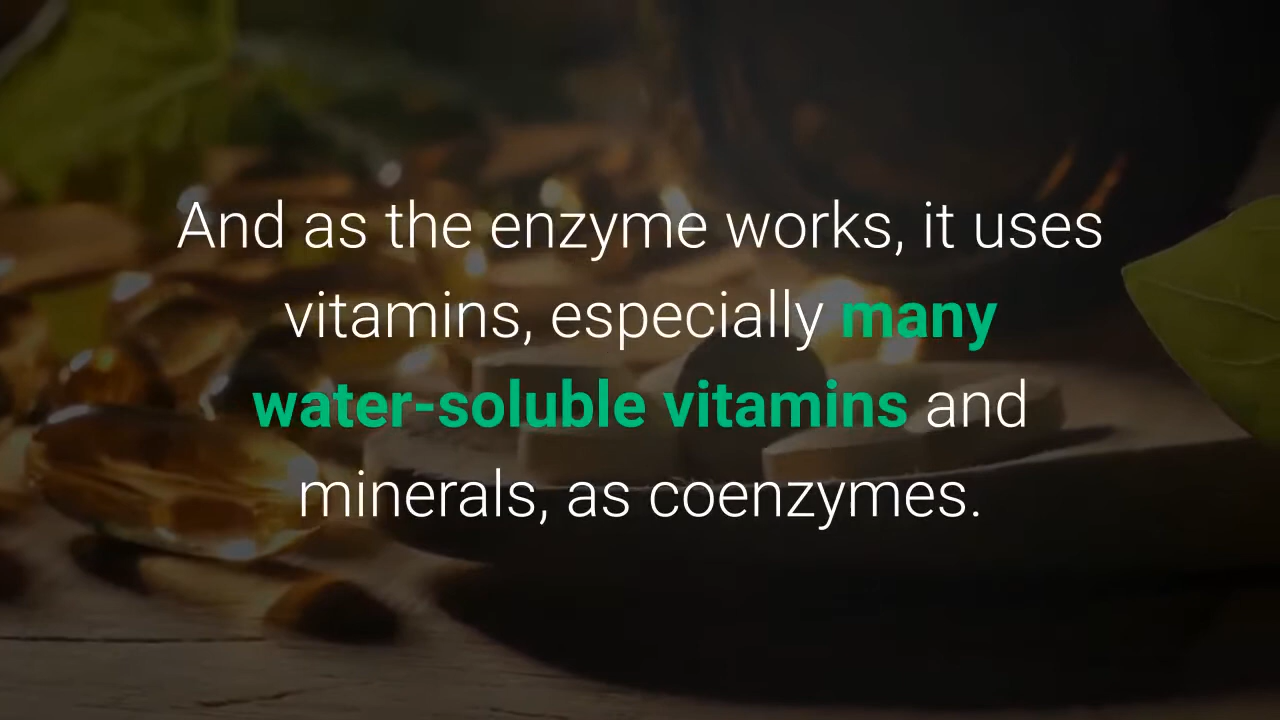 And as the enzyme works, it uses
vitamins, especially many
water-soluble vitamins and
minerals, as coenzymes.